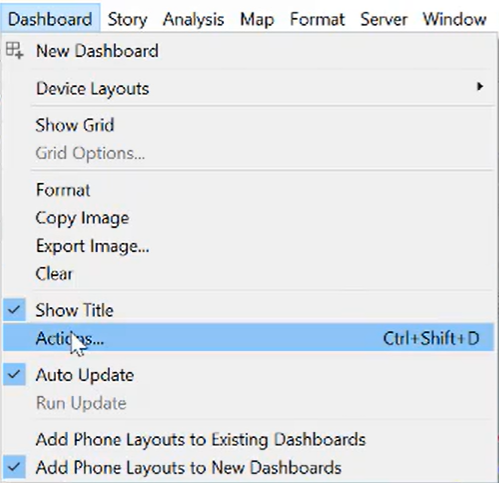 Dashboard Story Analysis Map Format Server Window
New Dashboard
Device Layouts
Show Grid
Grid Options...
Format
Copy Image
Export Image...
Clear
Show Title
Actions... Ctrl+Shift+D
Auto Update
Run Update
Add Phone Layouts to Existing Dashboards
Add Phone Layouts to New Dashboards